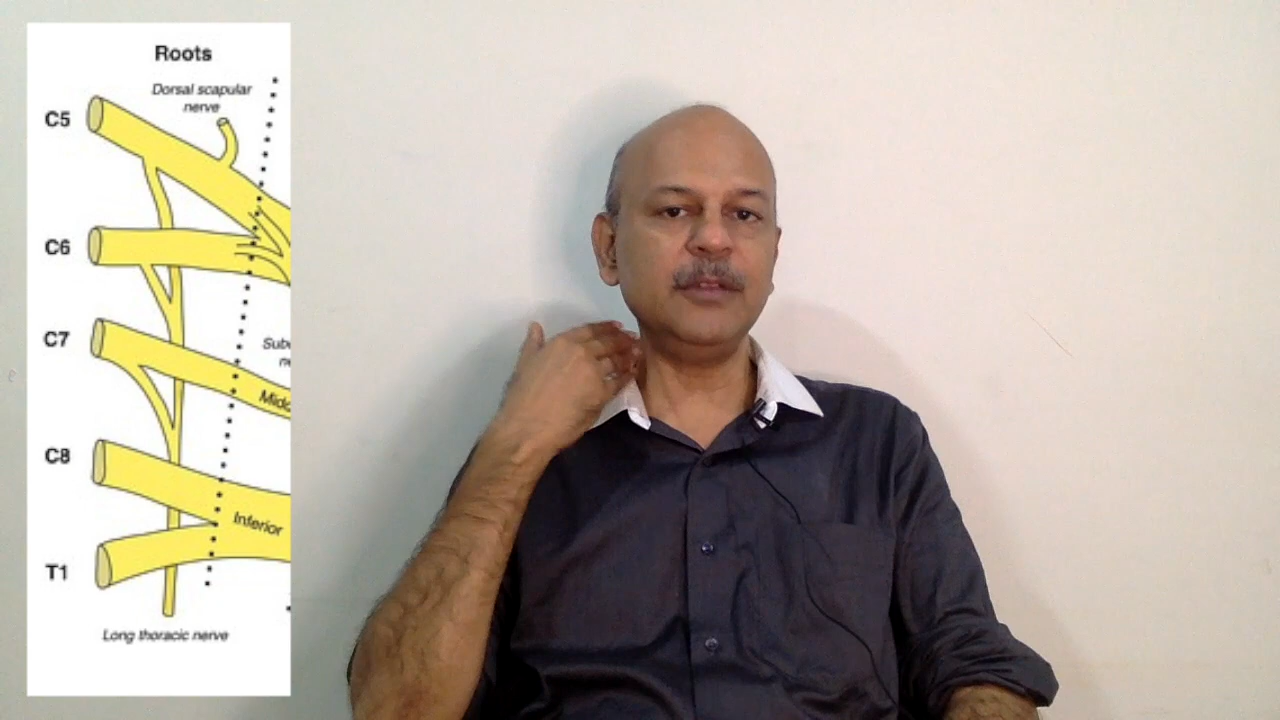 Roots
Dorsal scapular
nerve
C5
C6
C7
C8
Inferior
T1
Long thoracic nerve